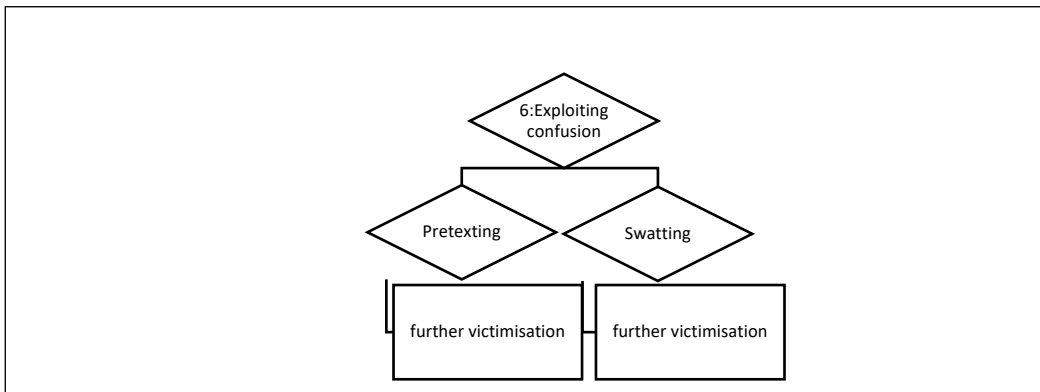 6:Exploiting
confusion
Pretexting
Swatting
further victimisation
further victimisation